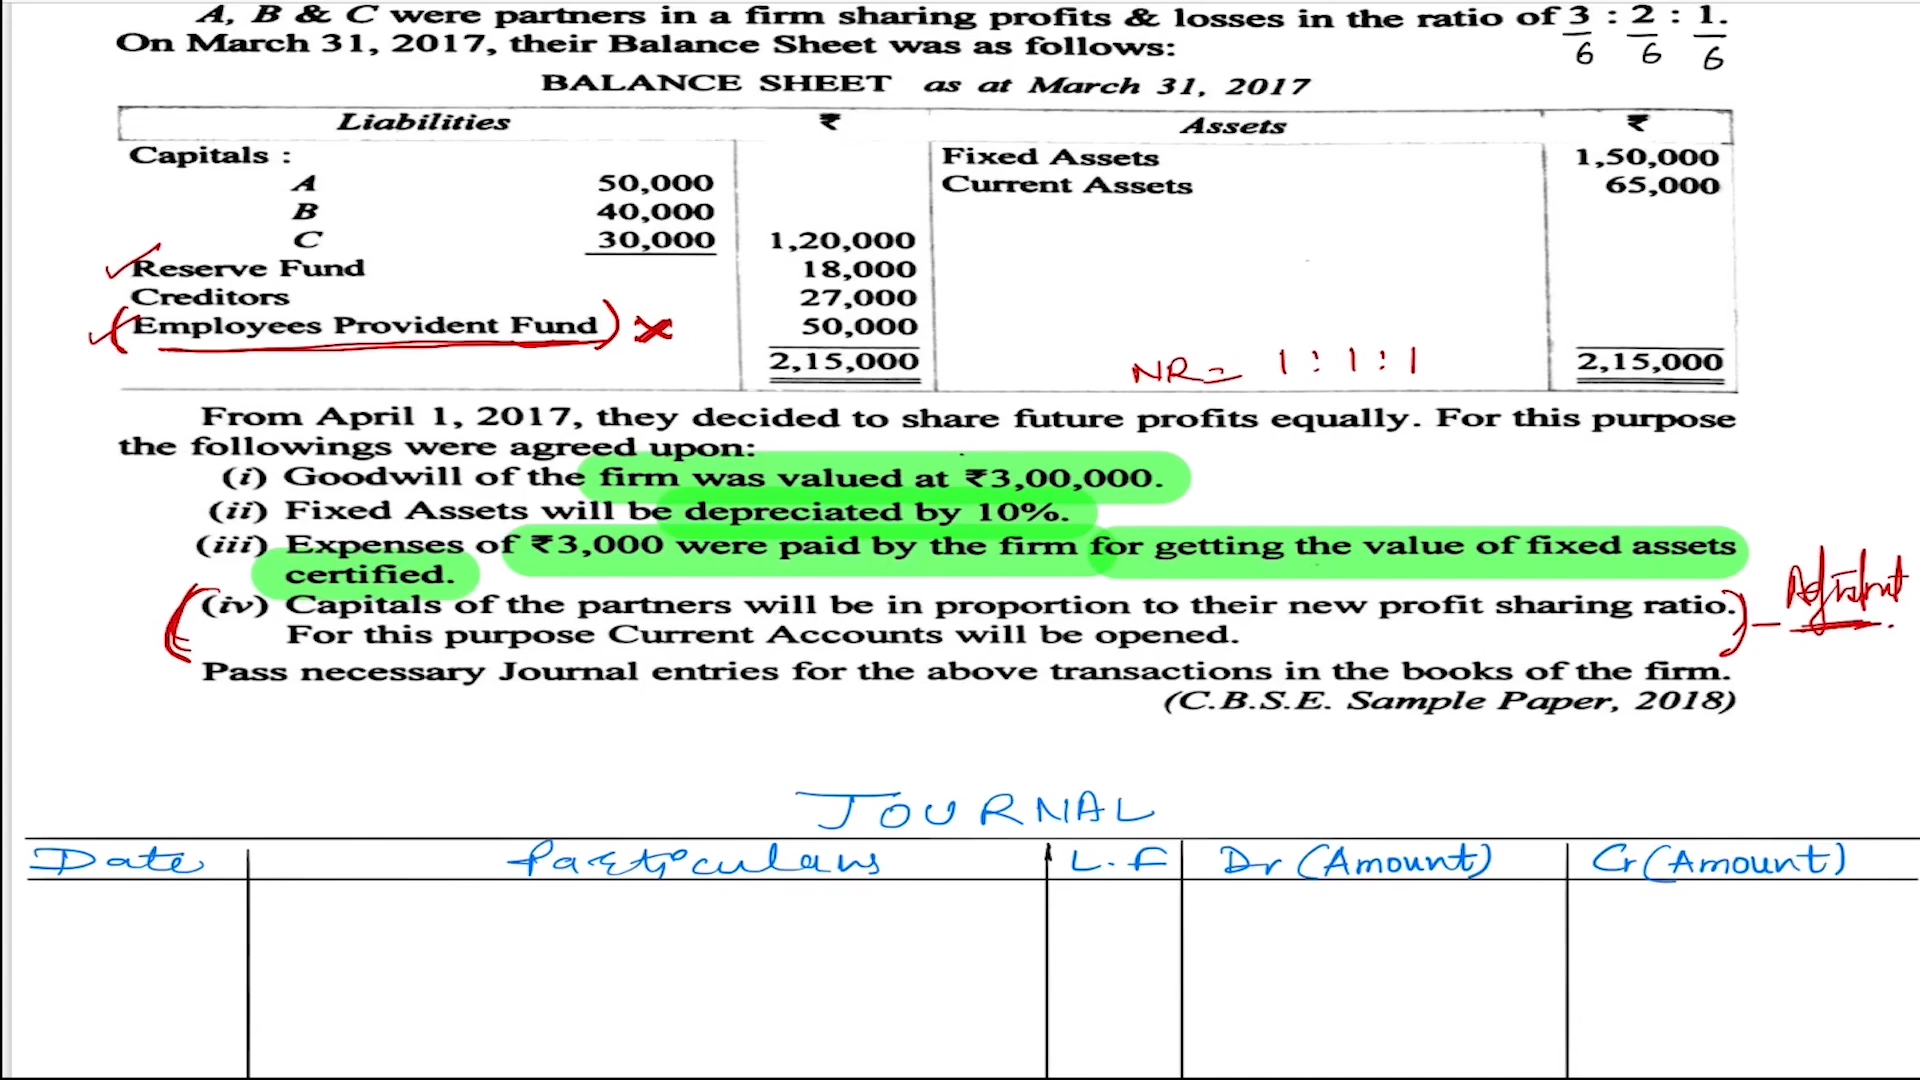 A, B & C were partners in a firm sharing profits & losses in the ratio of 3 : 2 : 1.
6 6 6
On March 31, 2017, their Balance Sheet was as follows:
BALANCE SHEET as at March 31, 2017
Liabilities ₹ Assets ₹
Capitals : Fixed Assets 1,50,000
A 50,000 Current Assets 65,000
B 40,000
C 30,000 1,20,000
Reserve Fund 18,000
Creditors 27,000
(Employees Provident Fund) × 50,000
2,15,000 NR = 1 : 1 : 1 2,15,000
From April 1, 2017, they decided to share future profits equally. For this purpose
the followings were agreed upon:
(i) Goodwill of the firm was valued at ₹3,00,000.
(ii) Fixed Assets will be depreciated by 10%.
(iii) Expenses of ₹3,000 were paid by the firm for getting the value of fixed assets
certified.
(iv) Capitals of the partners will be in proportion to their new profit sharing ratio.
For this purpose Current Accounts will be opened.
Pass necessary Journal entries for the above transactions in the books of the firm.
(C.B.S.E. Sample Paper, 2018)
JOURNAL
Date Particulars L.F Dr (Amount) Cr (Amount)